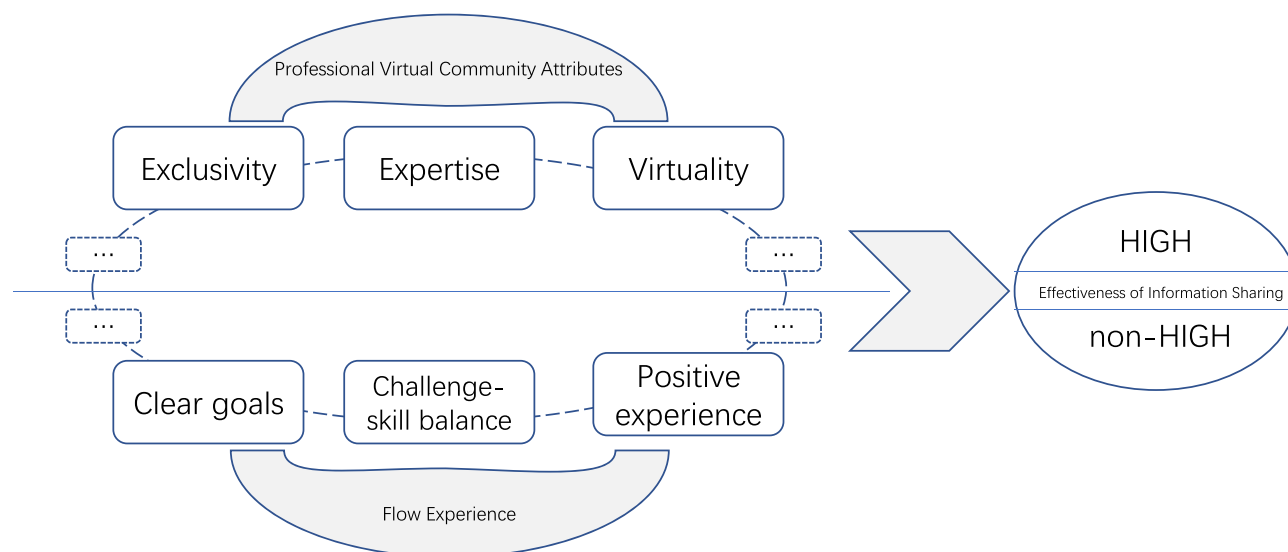 Professional Virtual Community Attributes
Exclusivity
Expertise
Virtuality
...
...
HIGH
Effectiveness of Information Sharing
non-HIGH
...
...
Clear goals
Challenge-
skill balance
Positive
experience
Flow Experience